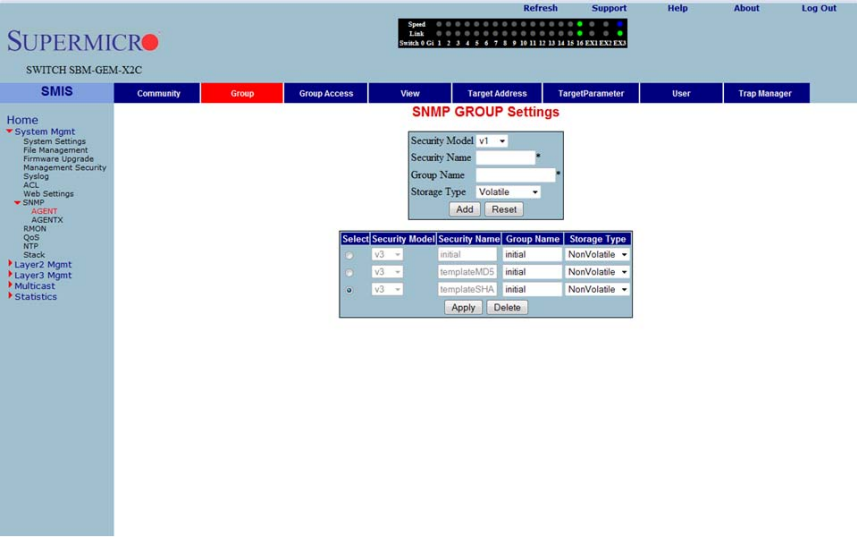 Refresh Support Help About Log Out
SUPERMICRO
SWITCH SBM-GEM-X2C
Speed
Link
Switch 0 Gi 1 2 3 4 5 6 7 8 9 10 11 12 13 14 15 16 EX1 EX2 EX3
SMIS Community Group Group Access View Target Address TargetParameter User Trap Manager
Home
System Mgmt
System Settings
File Management
Firmware Upgrade
Management Security
Syslog
ACL
Web Settings
SNMP
AGENT
AGENTX
RMON
QoS
NTP
Stack
Layer2 Mgmt
Layer3 Mgmt
Multicast
Statistics
SNMP GROUP Settings
Security Model v1
Security Name *
Group Name *
Storage Type Volatile
Add Reset
Select Security Model Security Name Group Name Storage Type
v3 initial initial NonVolatile
v3 templateMD5 initial NonVolatile
v3 templateSHA initial NonVolatile
Apply Delete